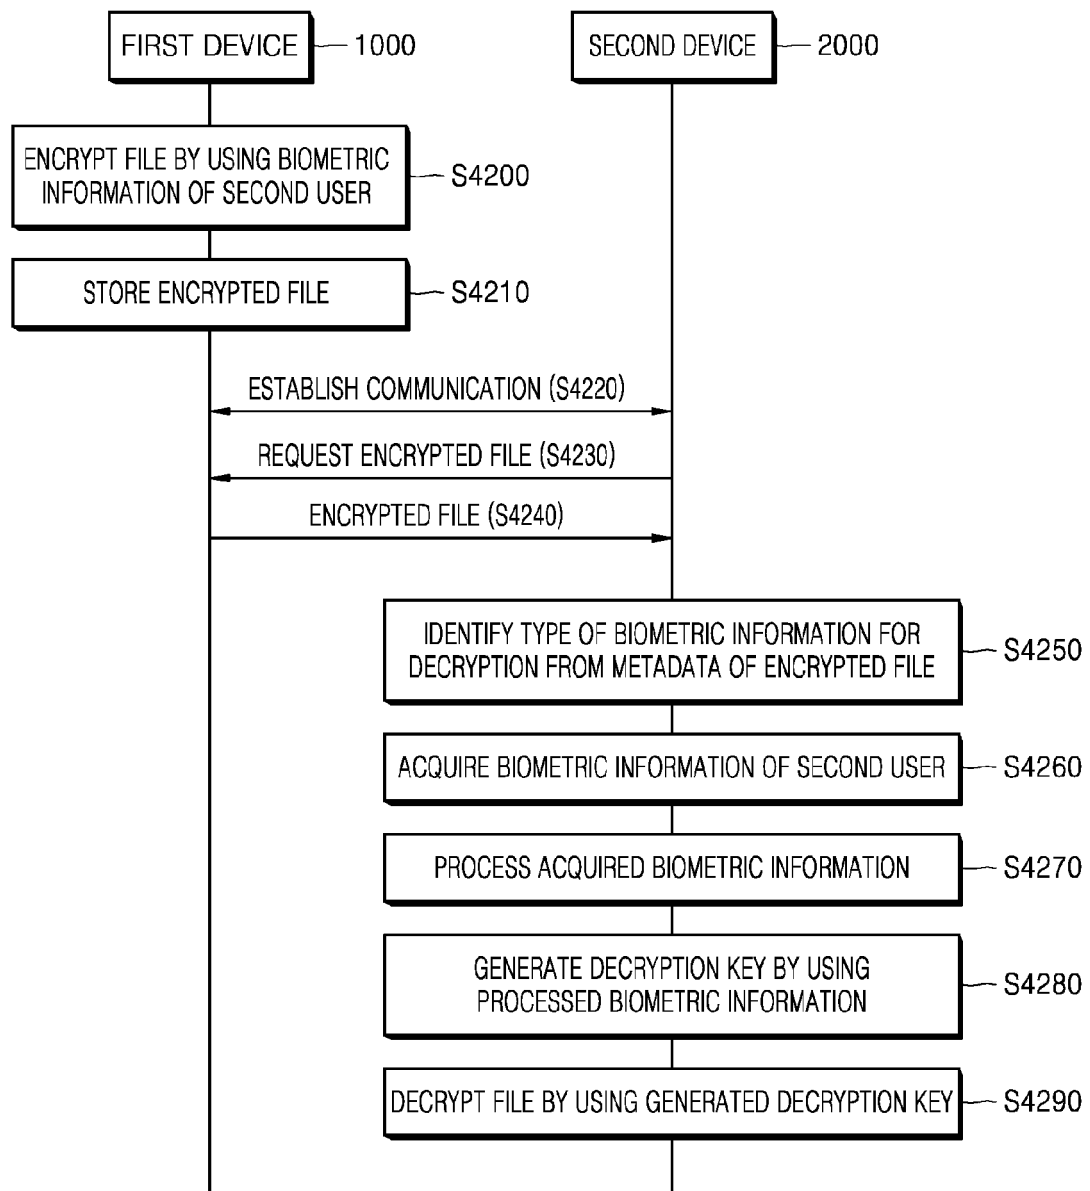 FIRST DEVICE
1000
SECOND DEVICE
2000
ENCRYPT FILE BY USING BIOMETRIC
INFORMATION OF SECOND USER
S4200
STORE ENCRYPTED FILE
S4210
ESTABLISH COMMUNICATION (S4220)
REQUEST ENCRYPTED FILE (S4230)
ENCRYPTED FILE (S4240)
IDENTIFY TYPE OF BIOMETRIC INFORMATION FOR
DECRYPTION FROM METADATA OF ENCRYPTED FILE
S4250
ACQUIRE BIOMETRIC INFORMATION OF SECOND USER
S4260
PROCESS ACQUIRED BIOMETRIC INFORMATION
S4270
GENERATE DECRYPTION KEY BY USING
PROCESSED BIOMETRIC INFORMATION
S4280
DECRYPT FILE BY USING GENERATED DECRYPTION KEY
S4290